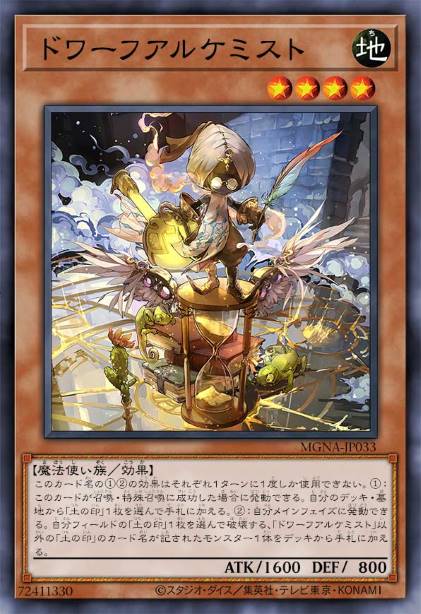 ドワーフアルケミスト
ち
地
MGNA-JP033
【魔法使い族／効果】
このカード名の①②の効果はそれぞれ1ターンに1度しか使用できない。①：
このカードが召喚・特殊召喚に成功した場合に発動できる。自分のデッキ・墓
地から「土の印」1枚を選んで手札に加える。②：自分メインフェイズに発動でき
る。自分フィールドの「土の印」1枚を選んで破壊する、「ドワーフアルケミスト」以
外の「土の印」のカード名が記されたモンスター1体をデッキから手札に加え
る。
ATK/1600 DEF/ 800
72411330
©スタジオ・ダイス／集英社・テレビ東京・KONAMI